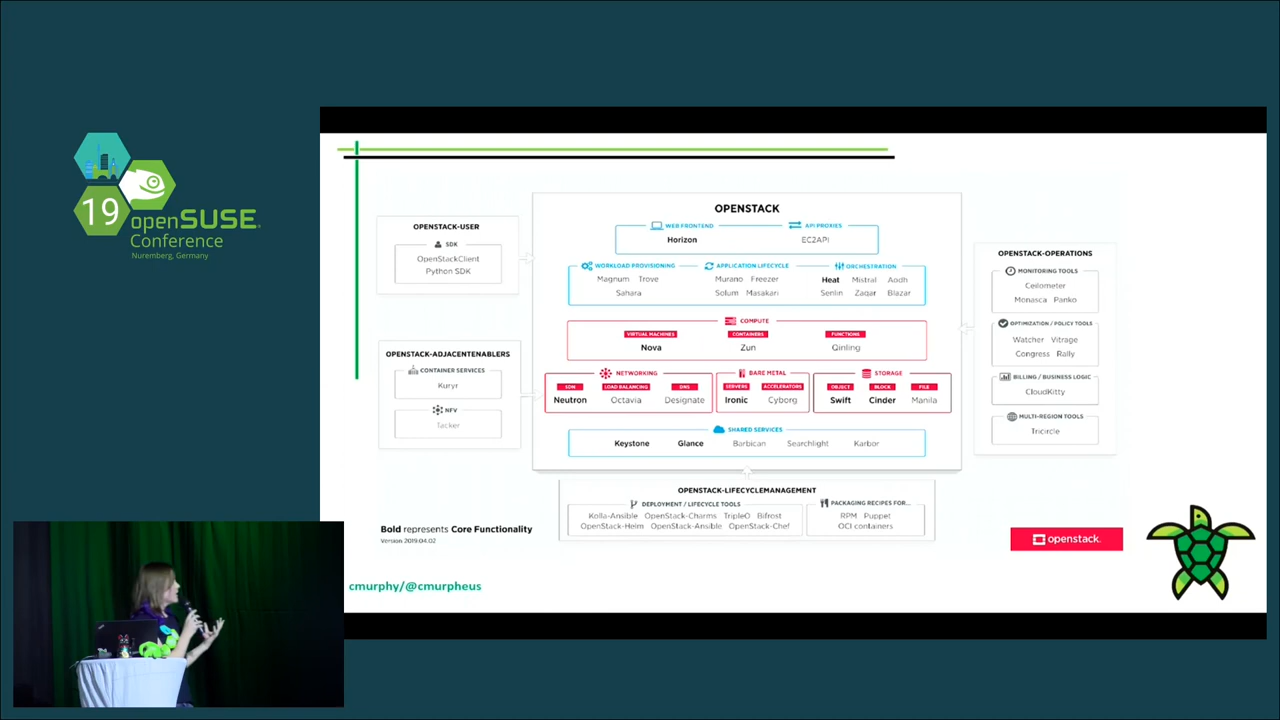 19
openSUSE
Conference
Nuremberg, Germany
OPENSTACK-USER
SDK
OpenStackClient
Python SDK
OPENSTACK-ADJACENTENABLERS
CONTAINER SERVICES
Kuryr
NFV
Tacker
OPENSTACK
WEB FRONTEND
API PROXIES
Horizon
EC2API
WORKLOAD PROVISIONING
APPLICATION LIFECYCLE
ORCHESTRATION
Magnum Trove
Murano Freezer
Heat Mistral Aodh
Sahara
Solum Masakari
Senlin Zaqar Blazar
COMPUTE
VIRTUAL MACHINES
CONTAINERS
FUNCTIONS
Nova
Zun
Qinling
NETWORKING
BARE METAL
STORAGE
SDN
LOAD BALANCING
DNS
SERVERS
ACCELERATORS
OBJECT
BLOCK
FILE
Neutron
Octavia
Designate
Ironic
Cyborg
Swift
Cinder
Manila
SHARED SERVICES
Keystone Glance Barbican Searchlight Karbor
OPENSTACK-OPERATIONS
MONITORING TOOLS
Ceilometer
Monasca Panko
OPTIMIZATION / POLICY TOOLS
Watcher Vitrage
Congress Rally
BILLING / BUSINESS LOGIC
CloudKitty
MULTI-REGION TOOLS
Tricircle
OPENSTACK-LIFECYCLEMANAGEMENT
DEPLOYMENT / LIFECYCLE TOOLS
PACKAGING RECIPES FOR...
Kolla-Ansible OpenStack-Charms TripleO Bifrost
RPM Puppet
OpenStack-Helm OpenStack-Ansible OpenStack-Chef
OCI containers
Bold represents Core Functionality
Version 2019.04.02
openstack.
cmurphy/@cmurpheus